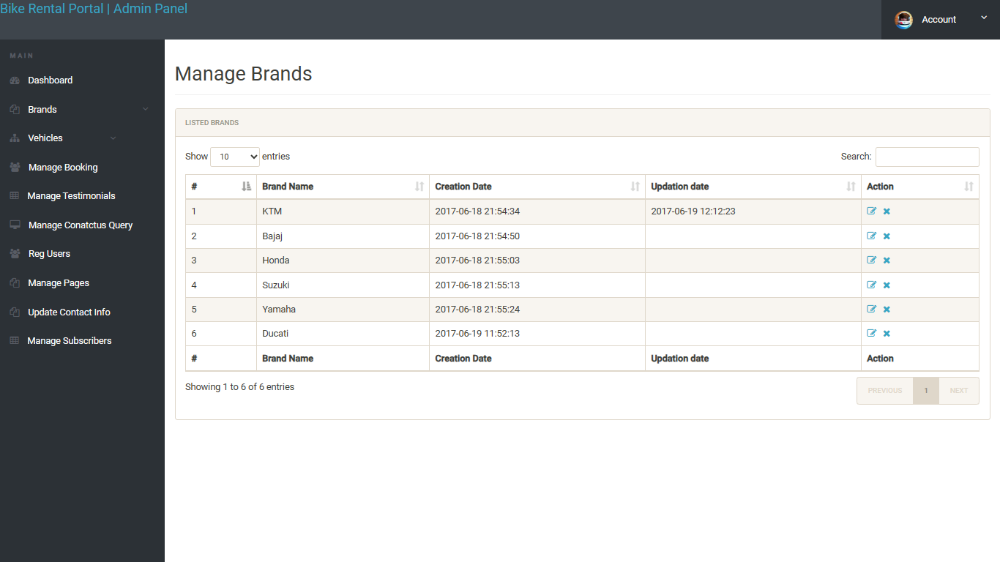 Bike Rental Portal | Admin Panel
Account
MAIN
Dashboard
Brands
Vehicles
Manage Booking
Manage Testimonials
Manage Conatctus Query
Reg Users
Manage Pages
Update Contact Info
Manage Subscribers
Manage Brands
LISTED BRANDS
Show 10 entries Search:
# Brand Name Creation Date Updation date Action
1 KTM 2017-06-18 21:54:34 2017-06-19 12:12:23
2 Bajaj 2017-06-18 21:54:50
3 Honda 2017-06-18 21:55:03
4 Suzuki 2017-06-18 21:55:13
5 Yamaha 2017-06-18 21:55:24
6 Ducati 2017-06-19 11:52:13
# Brand Name Creation Date Updation date Action
Showing 1 to 6 of 6 entries PREVIOUS 1 NEXT